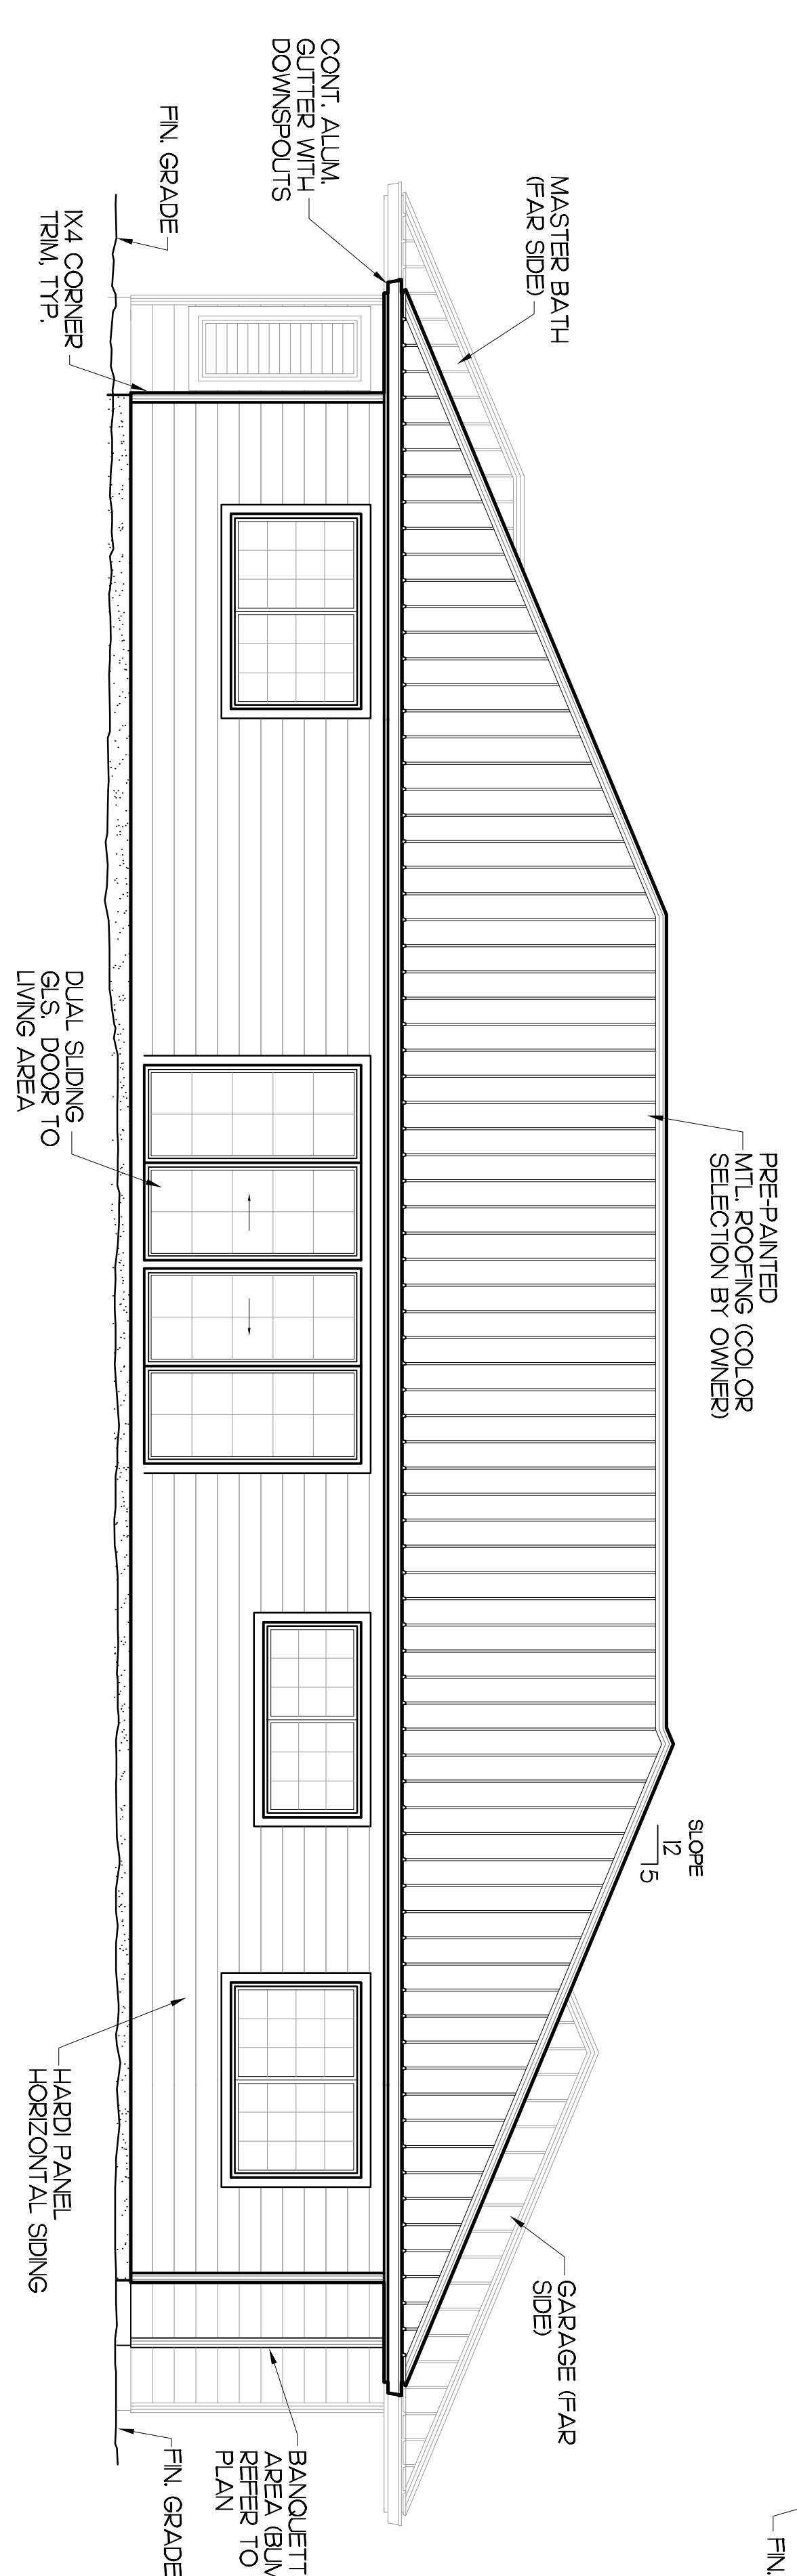 CONT. ALUM.
GUTTER WITH
DOWNSPOUTS
MASTER BATH
(FAR SIDE)
PRE-PAINTED
MTL. ROOFING (COLOR
SELECTION BY OWNER)
SLOPE
12
5
GARAGE (FAR
SIDE)
FIN. GRADE
1X4 CORNER
TRIM, TYP.
DUAL SLIDING
GLS. DOOR TO
LIVING AREA
HARDI PANEL
HORIZONTAL SIDING
BANQUETT
AREA (BUM
REFER TO
PLAN
FIN. GRADE
FIN.